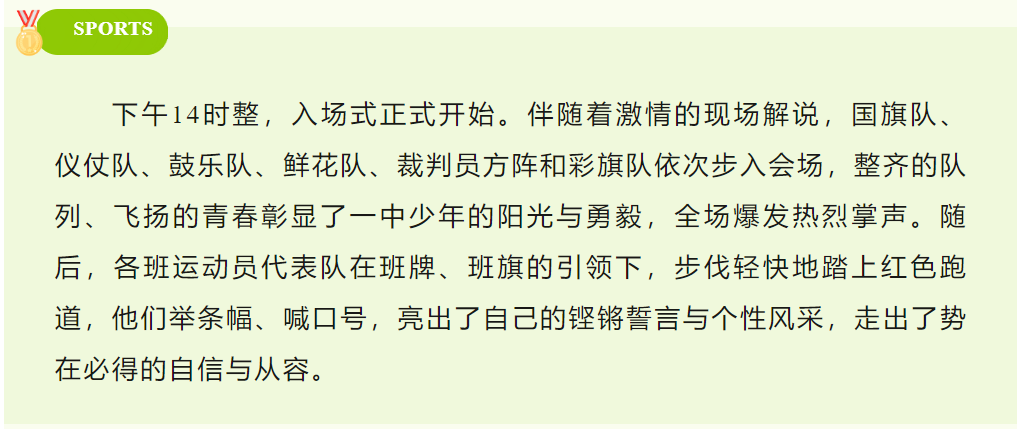 SPORTS
下午14时整，入场式正式开始。伴随着激情的现场解说，国旗队、
仪仗队、鼓乐队、鲜花队、裁判员方阵和彩旗队依次步入会场，整齐的队
列、飞扬的青春彰显了一中少年的阳光与勇毅，全场爆发热烈掌声。随
后，各班运动员代表队在班牌、班旗的引领下，步伐轻快地踏上红色跑
道，他们举条幅、喊口号，亮出了自己的铿锵誓言与个性风采，走出了势
在必得的自信与从容。